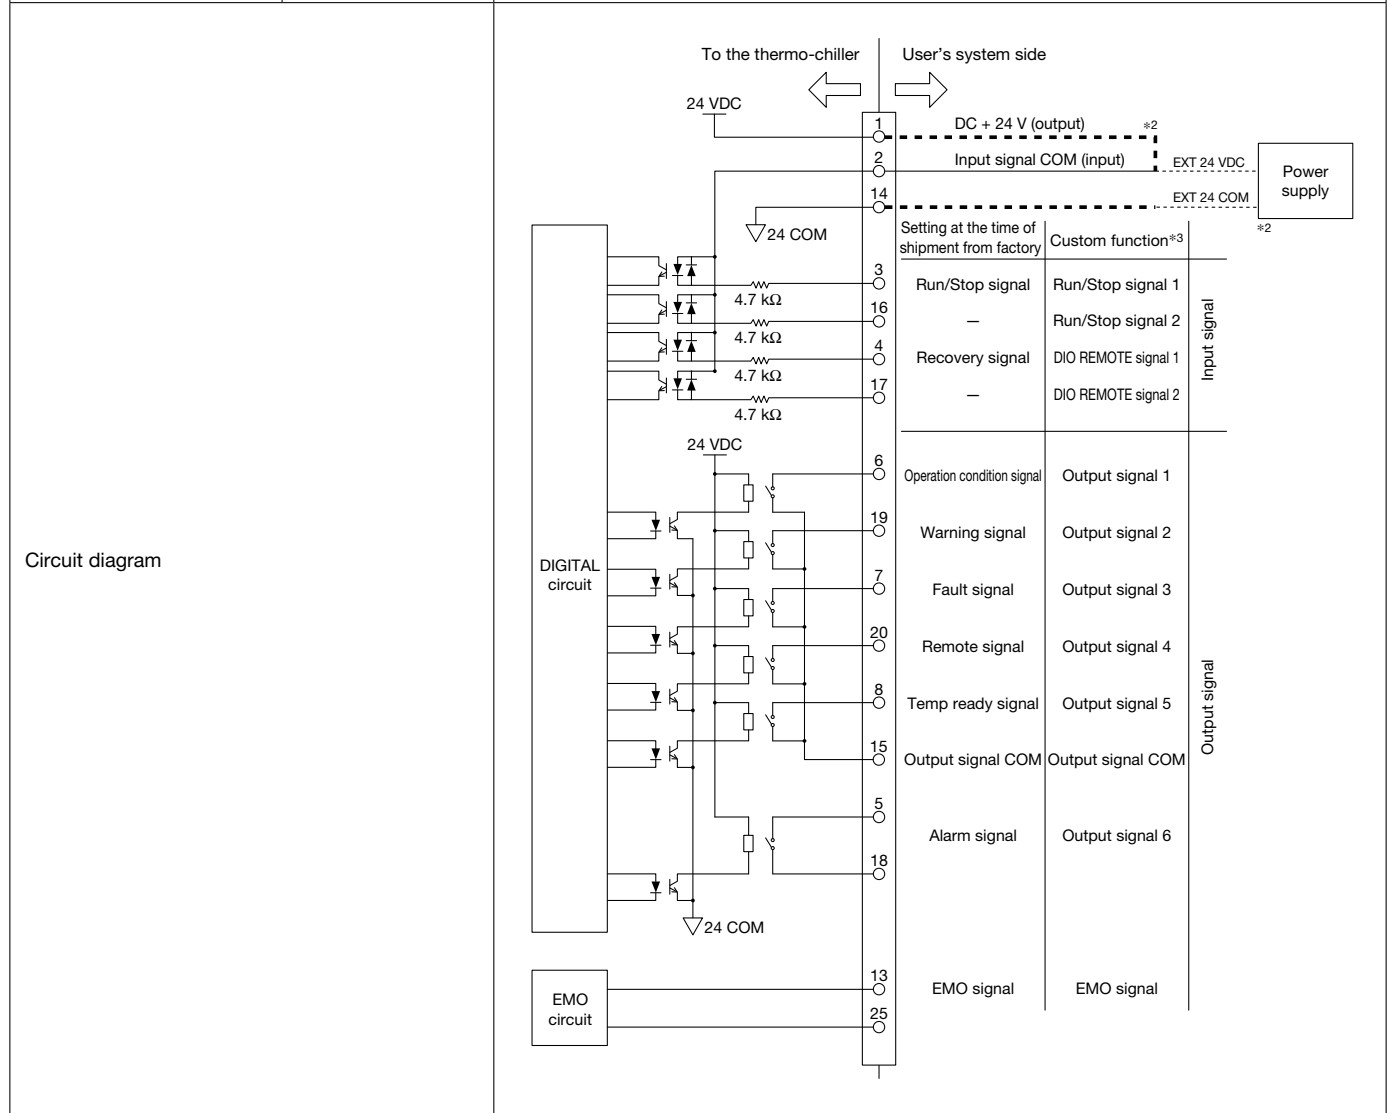 Circuit diagram
To the thermo-chiller
User's system side
24 VDC
1
DC + 24 V (output)
*2
2
Input signal COM (input)
EXT 24 VDC
Power
supply
14
EXT 24 COM
*2
24 COM
Setting at the time of
shipment from factory
Custom function*3
3
Run/Stop signal
Run/Stop signal 1
4.7 kΩ
16
—
Run/Stop signal 2
4.7 kΩ
4
Recovery signal
DIO REMOTE signal 1
4.7 kΩ
17
—
DIO REMOTE signal 2
4.7 kΩ
Input signal
24 VDC
6
Operation condition signal
Output signal 1
19
Warning signal
Output signal 2
DIGITAL
circuit
7
Fault signal
Output signal 3
20
Remote signal
Output signal 4
8
Temp ready signal
Output signal 5
15
Output signal COM
Output signal COM
Output signal
5
Alarm signal
Output signal 6
18
24 COM
EMO
circuit
13
EMO signal
EMO signal
25